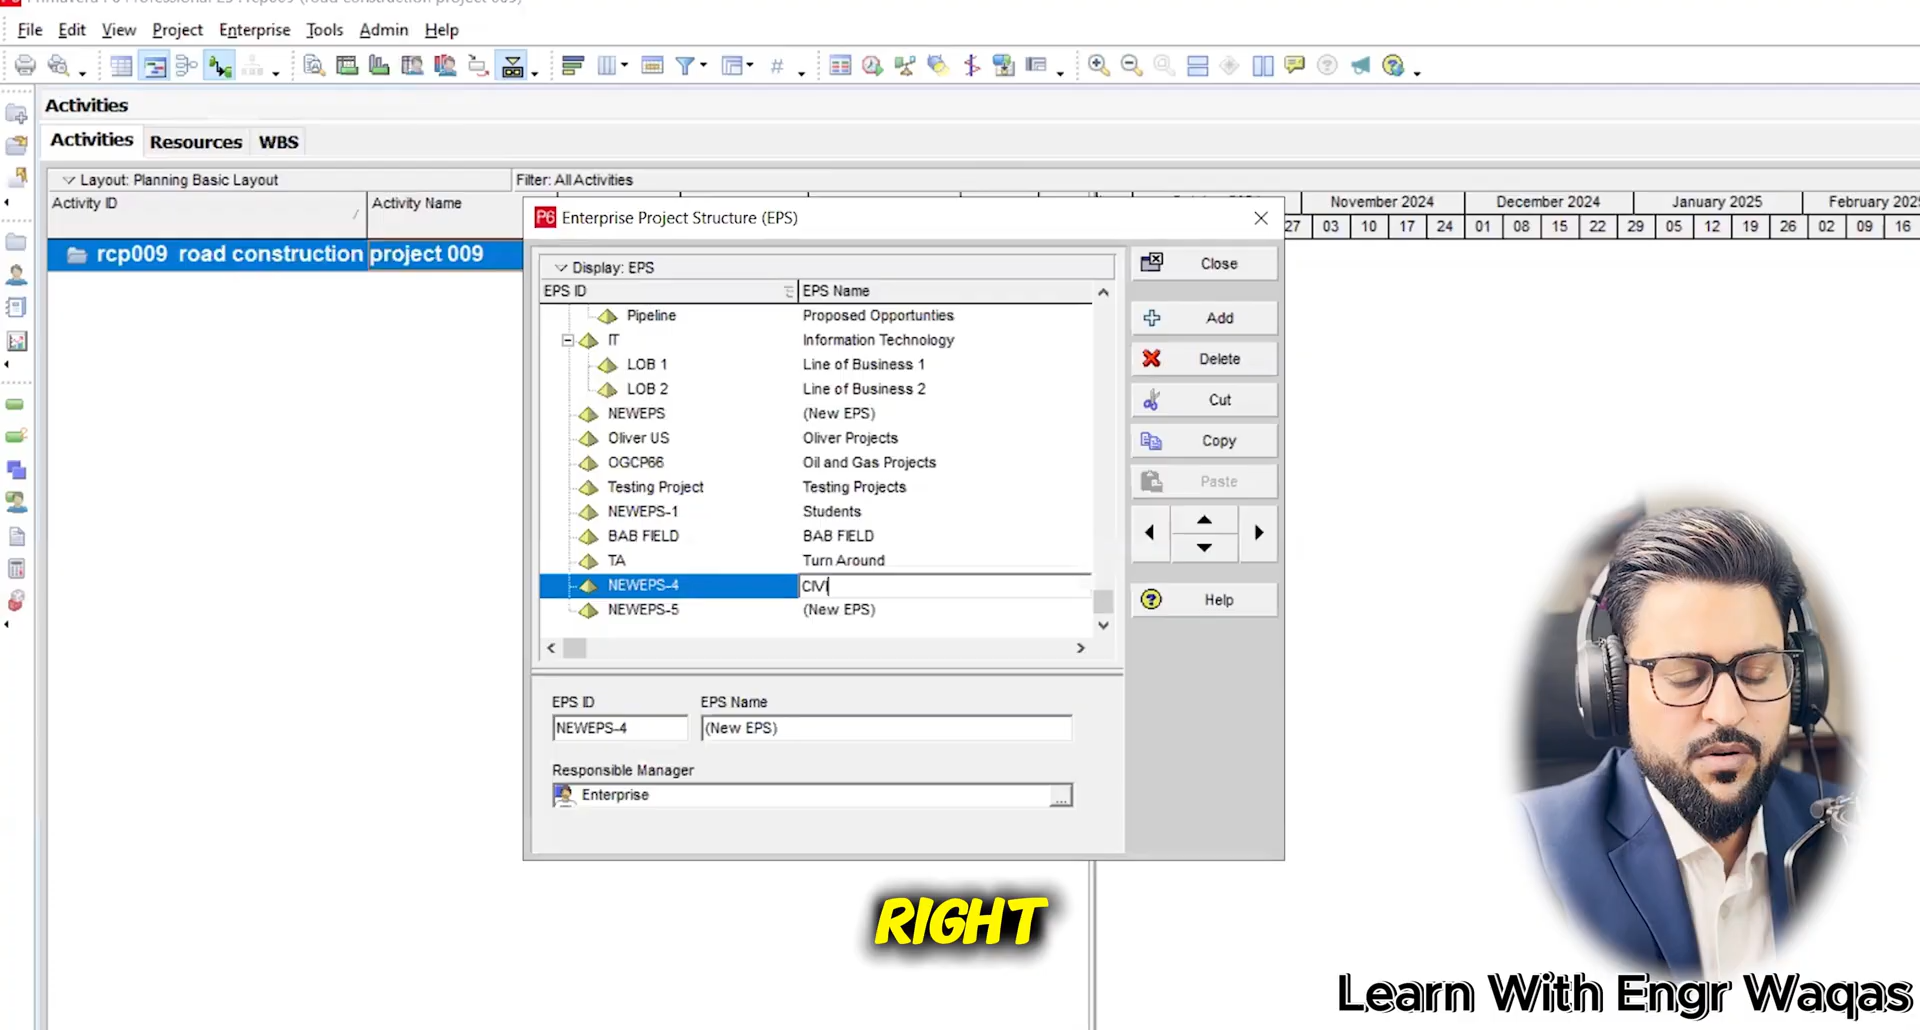 File Edit View Project Enterprise Tools Admin Help
Activities
Activities Resources WBS
Layout: Planning Basic Layout Filter: All Activities
Activity ID Activity Name
November 2024 December 2024 January 2025 February 2025
27 03 10 17 24 01 08 15 22 29 05 12 19 26 02 09 16
rcp009 road construction project 009
P6 Enterprise Project Structure (EPS)
Display: EPS
EPS ID EPS Name
Pipeline Proposed Opportunties
IT Information Technology
LOB 1 Line of Business 1
LOB 2 Line of Business 2
NEWEPS (New EPS)
Oliver US Oliver Projects
OGCP66 Oil and Gas Projects
Testing Project Testing Projects
NEWEPS-1 Students
BAB FIELD BAB FIELD
TA Turn Around
NEWEPS-4 CIVI
NEWEPS-5 (New EPS)
Close
Add
Delete
Cut
Copy
Paste
Help
EPS ID EPS Name
NEWEPS-4 (New EPS)
Responsible Manager
Enterprise
...
RIGHT
Learn With Engr Waqas